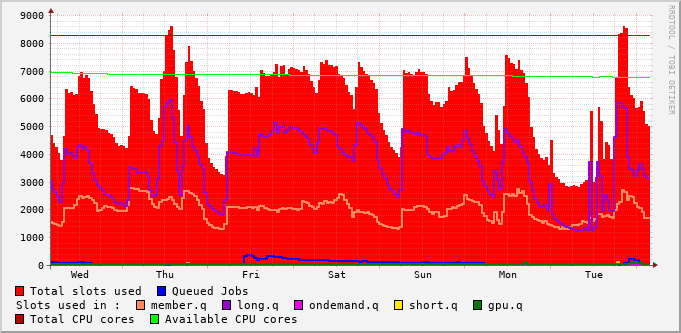 9000
8000
7000
6000
5000
4000
3000
2000
1000
0
Wed Thu Fri Sat Sun Mon Tue
RRDTOOL / TOBI OETIKER
Total slots used Queued Jobs
Slots used in : member.q long.q ondemand.q short.q gpu.q
Total CPU cores Available CPU cores